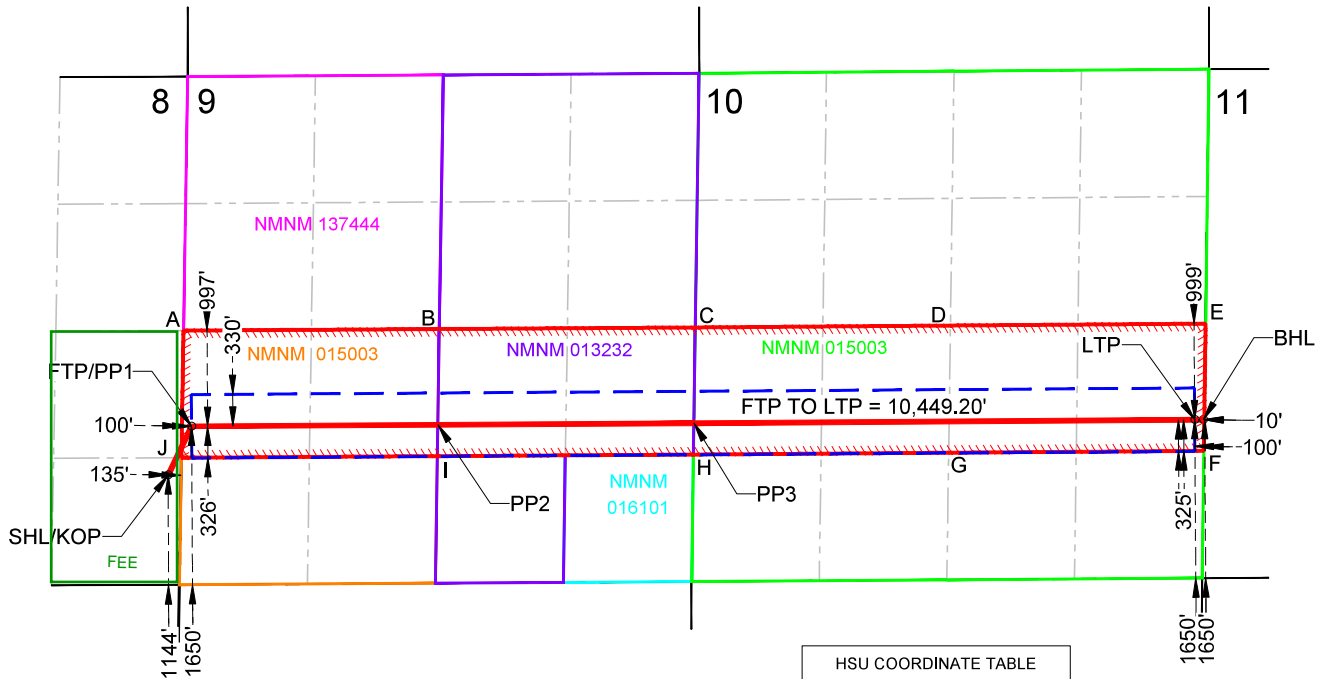 8
9
10
11
NMNM 137444
A
997'
330'
B
C
D
999'
E
NMNM 015003
NMNM 013232
NMNM 015003
LTP
BHL
FTP/PP1
FTP TO LTP = 10,449.20'
100'
10'
J
100'
135'
326'
I
H
G
F
NMNM
016101
325'
PP2
PP3
SHL/KOP
FEE
1144'
1650'
1650'
1650'
HSU COORDINATE TABLE